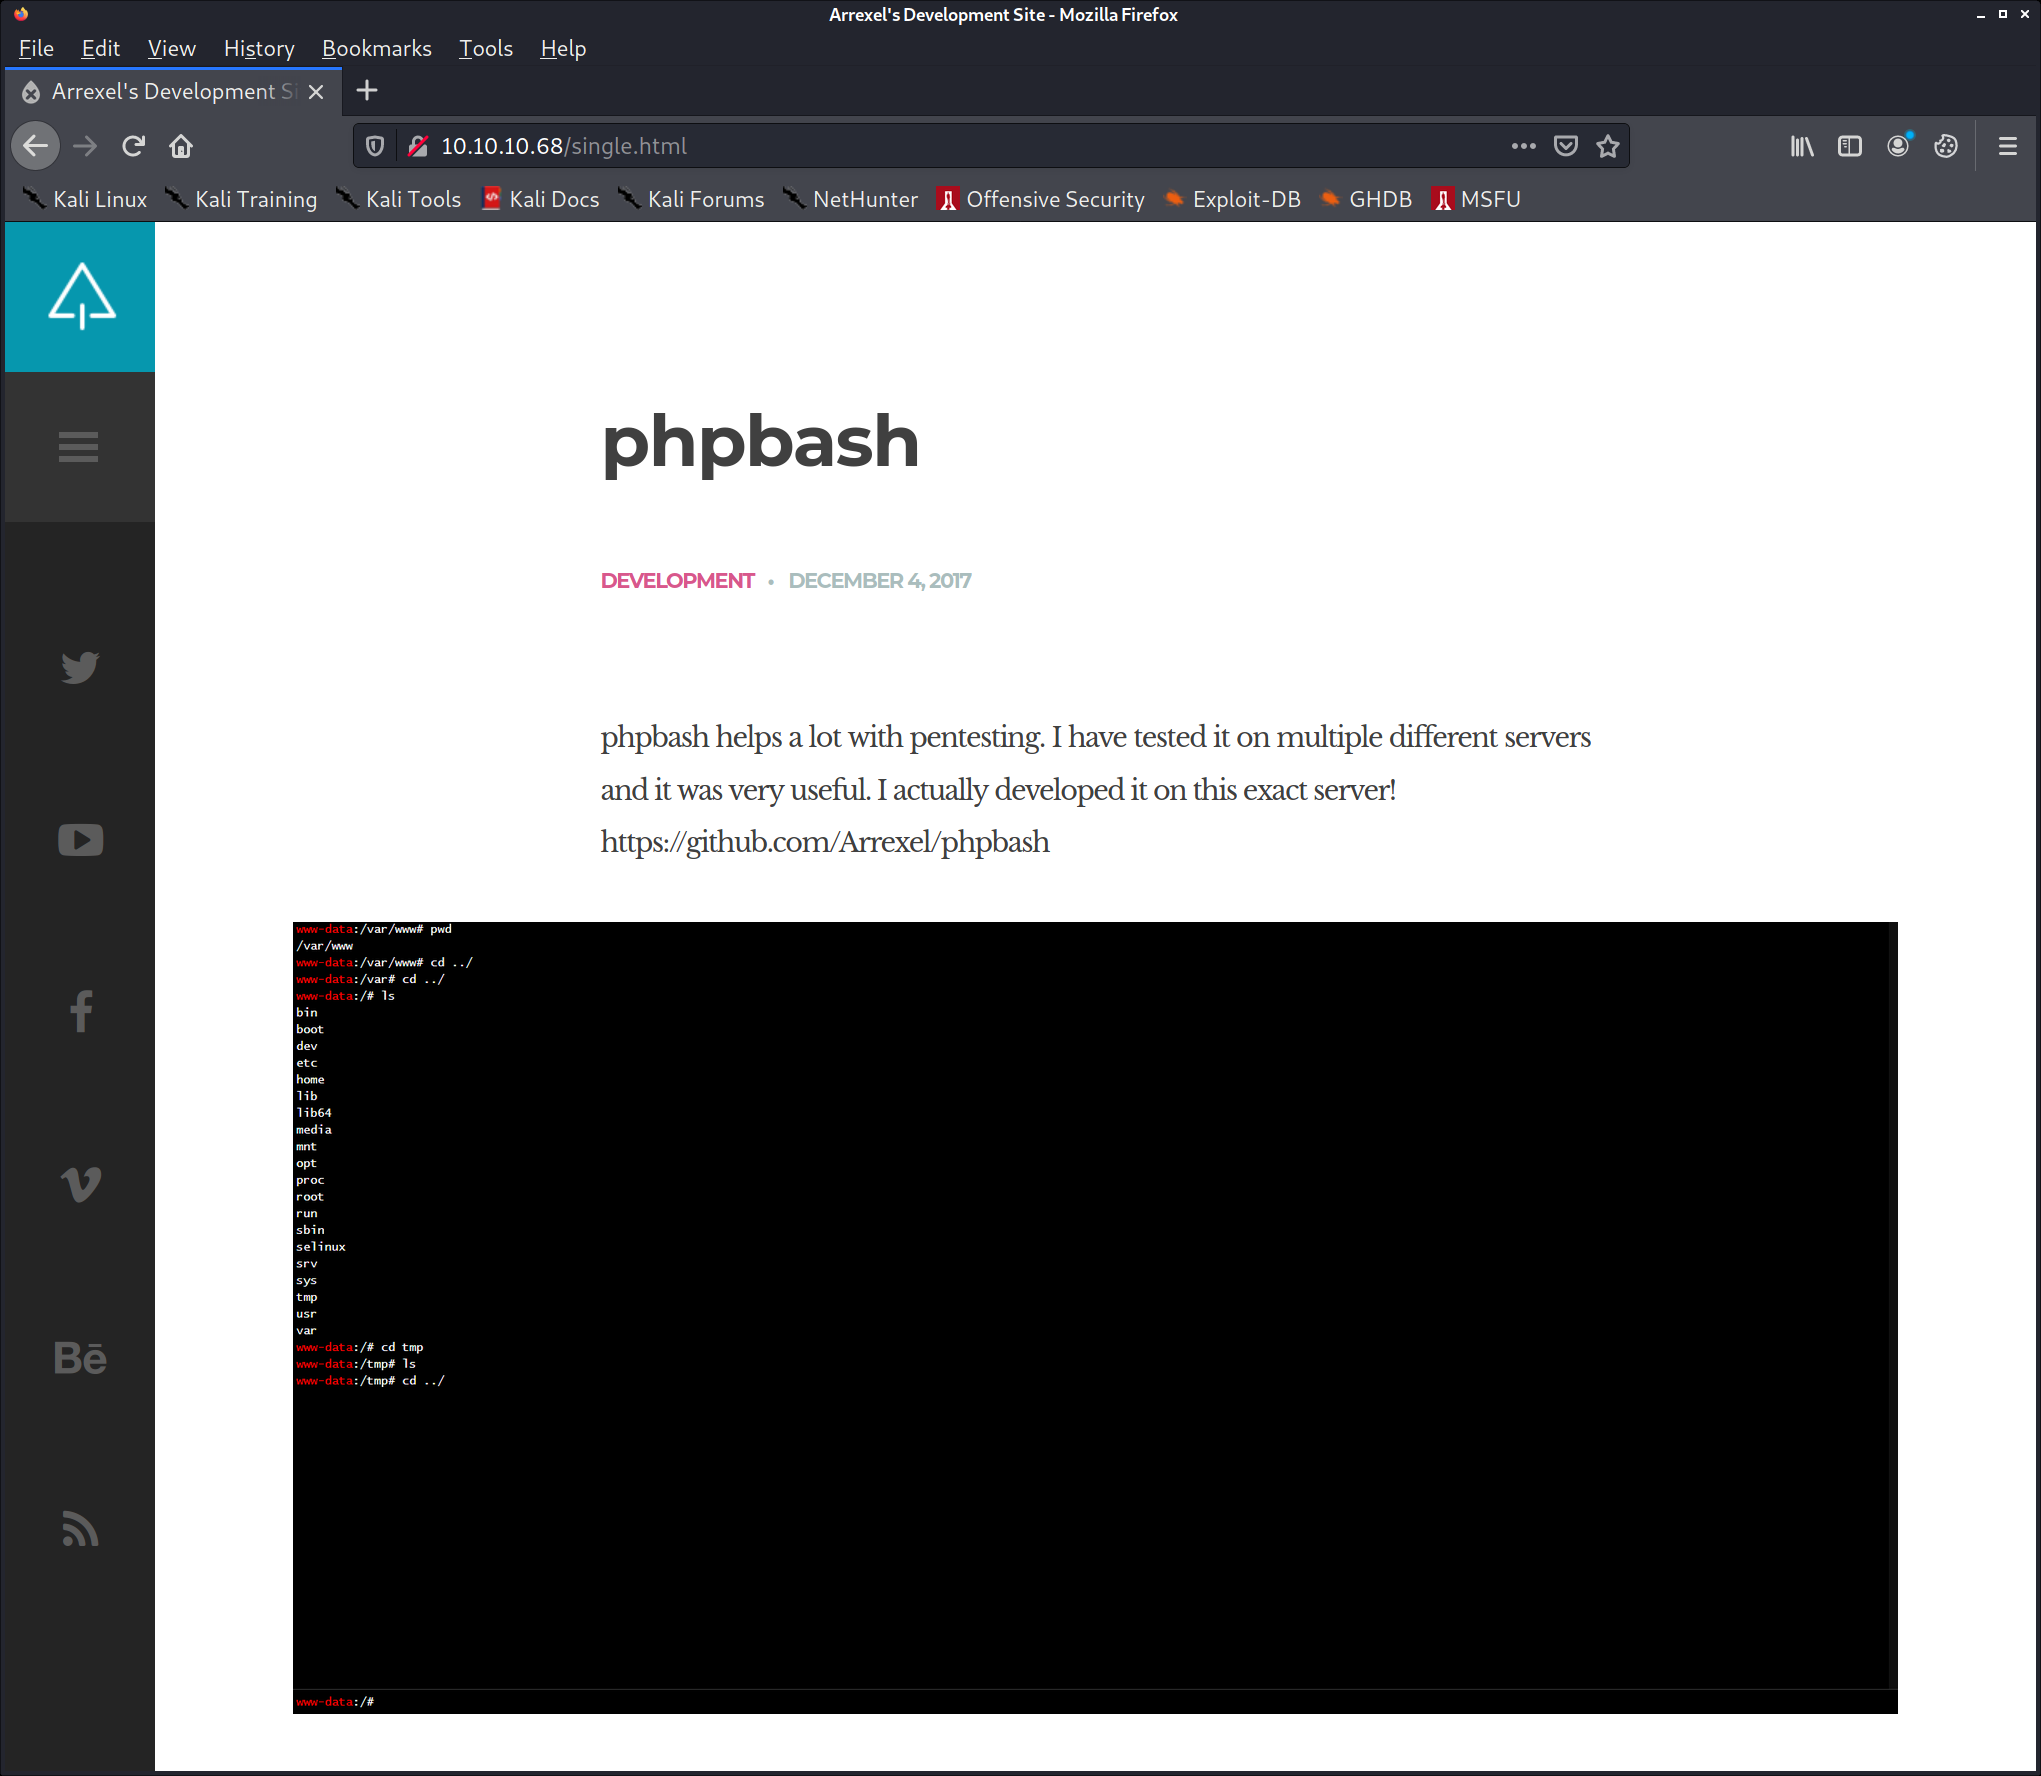 Arrexel's Development Site - Mozilla Firefox
File Edit View History Bookmarks Tools Help
Arrexel's Development Si
10.10.10.68/single.html
Kali Linux Kali Training Kali Tools Kali Docs Kali Forums NetHunter Offensive Security Exploit-DB GHDB MSFU
phpbash
DEVELOPMENT • DECEMBER 4, 2017
phpbash helps a lot with pentesting. I have tested it on multiple different servers
and it was very useful. I actually developed it on this exact server!
https://github.com/Arrexel/phpbash
www-data:/var/www# pwd
/var/www
www-data:/var/www# cd ../
www-data:/var# cd ../
www-data:/# ls
bin
boot
dev
etc
home
lib
lib64
media
mnt
opt
proc
root
run
sbin
selinux
srv
sys
tmp
usr
var
www-data:/# cd tmp
www-data:/tmp# ls
www-data:/tmp# cd ../
www-data:/#
Bē